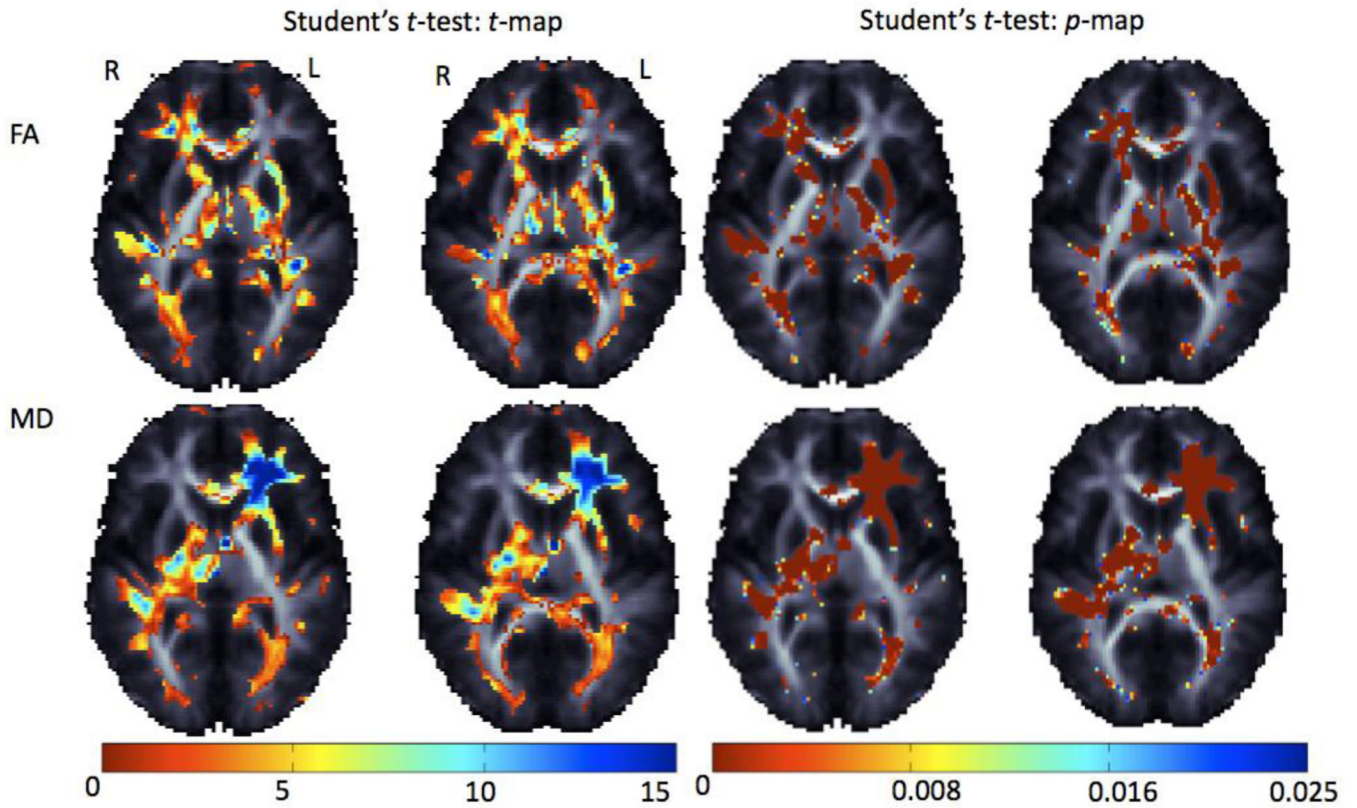 Student’s t-test: t-map
Student’s t-test: p-map
R
L
R
L
FA
MD
0
5
10
15
0
0.008
0.016
0.025